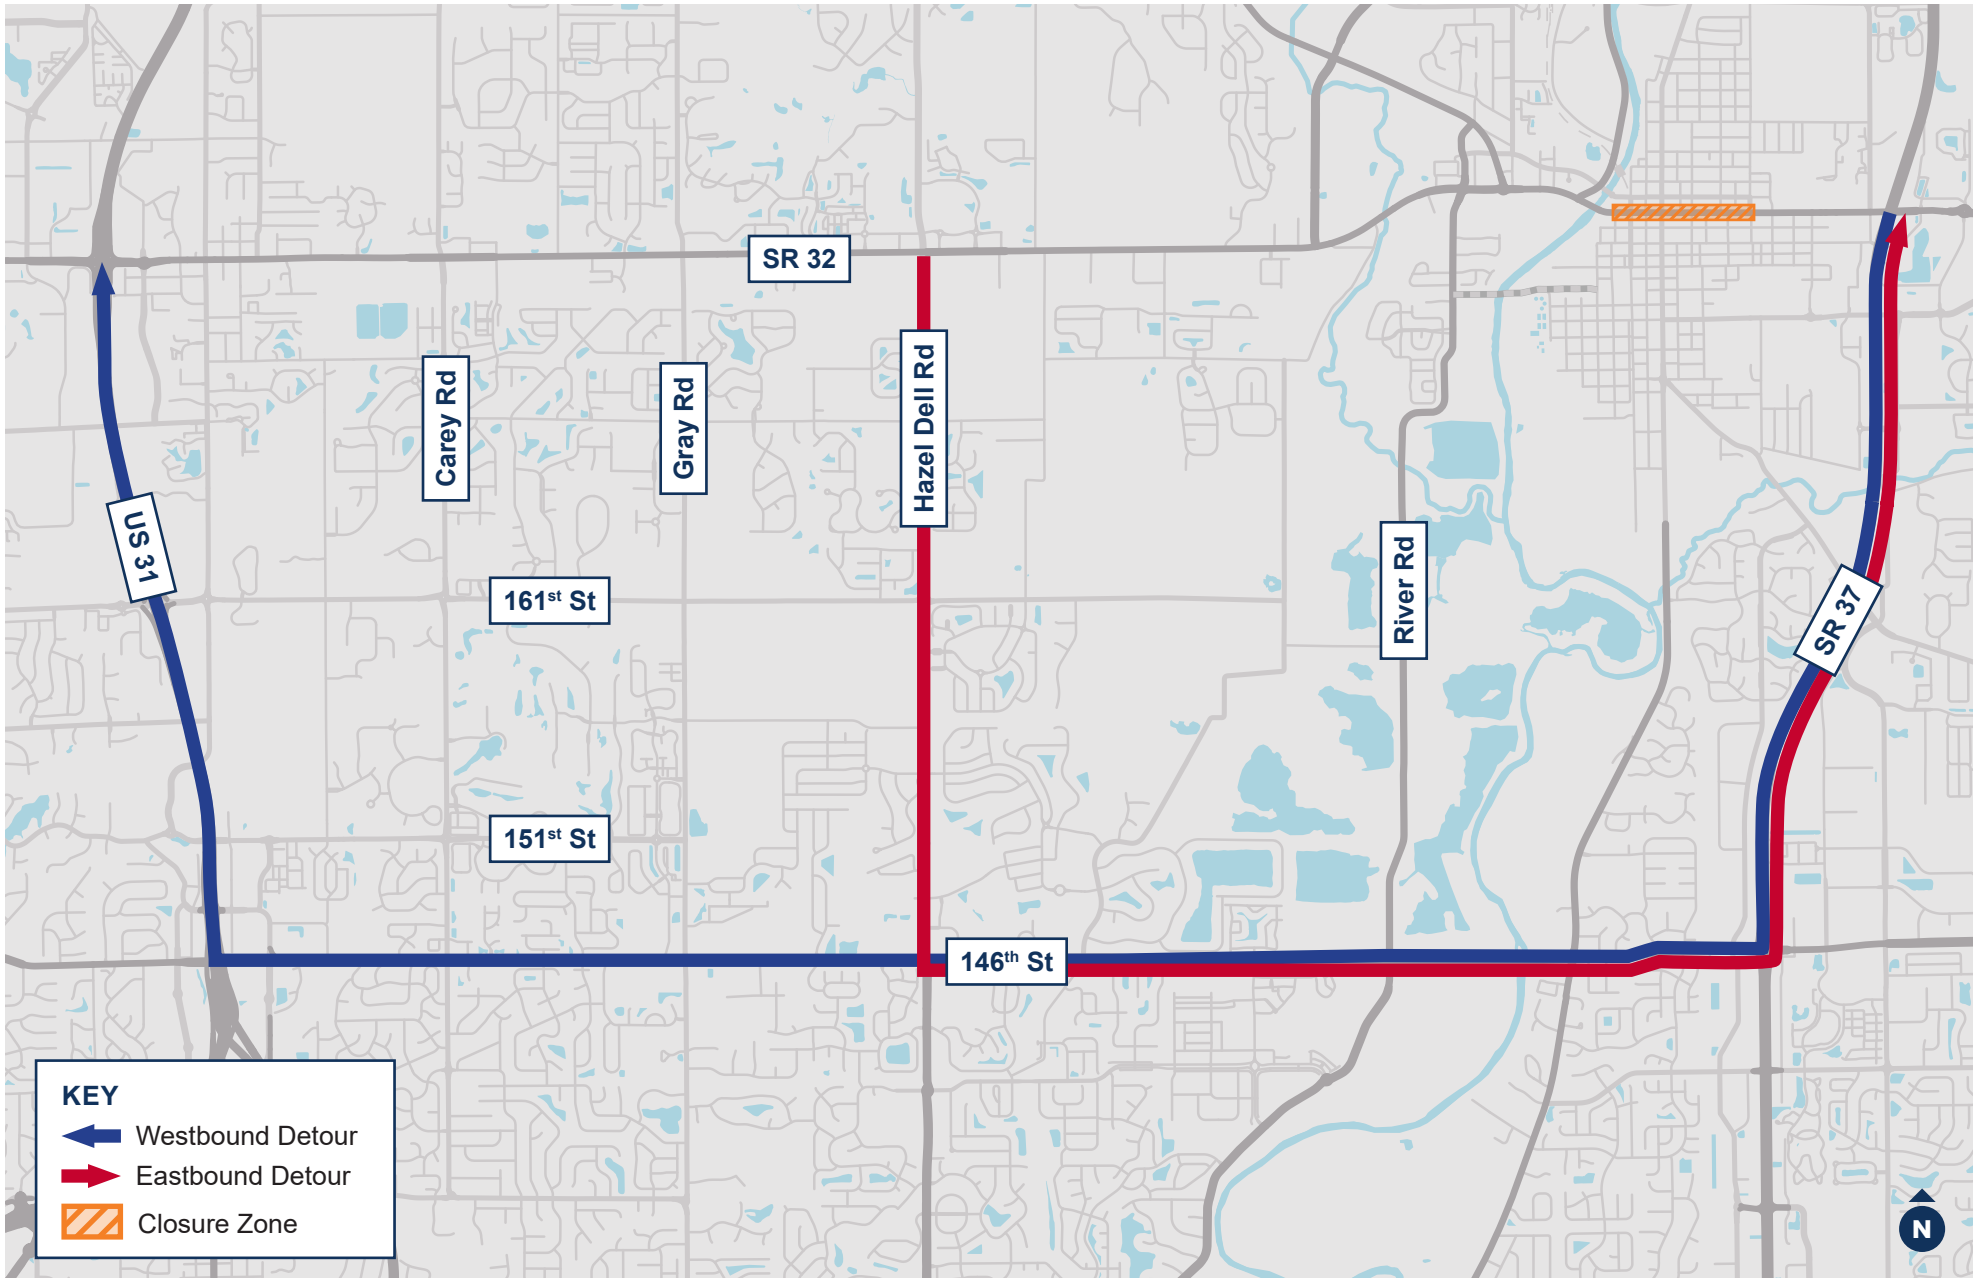 SR 32
Carey Rd
Gray Rd
Hazel Dell Rd
US 31
161st St
River Rd
SR 37
151st St
146th St
KEY
Westbound Detour
Eastbound Detour
Closure Zone
N